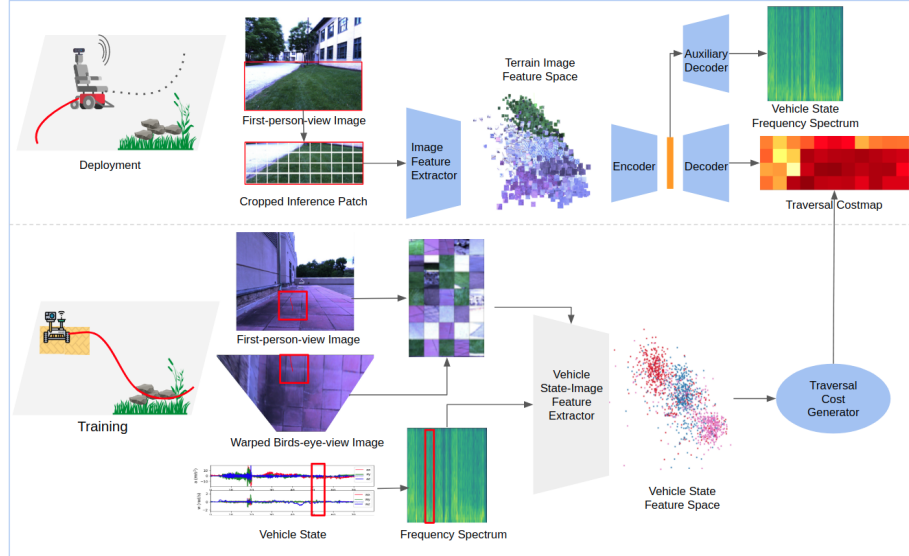 Deployment
First-person-view Image
Cropped Inference Patch
Image
Feature
Extractor
Terrain Image
Feature Space
Encoder
Auxiliary
Decoder
Decoder
Vehicle State
Frequency Spectrum
Traversal Costmap
Training
First-person-view Image
Warped Birds-eye-view Image
Vehicle State
Frequency Spectrum
Vehicle
State-Image
Feature
Extractor
Vehicle State
Feature Space
Traversal
Cost
Generator